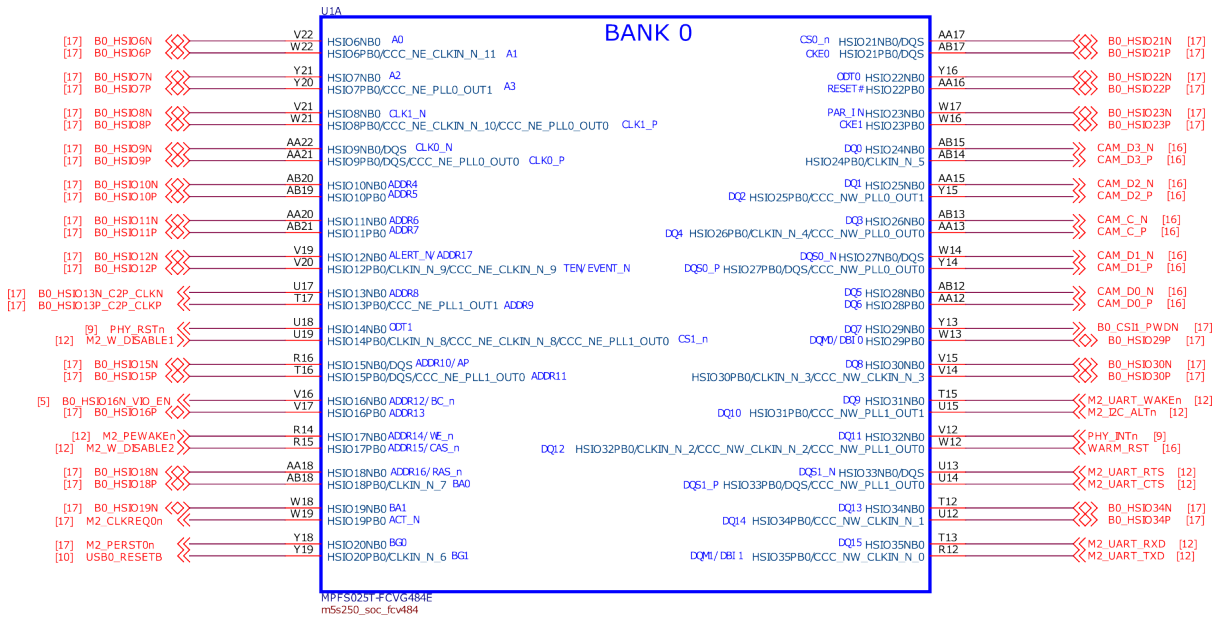 U1A
BANK 0
[17] B0_HSIO6N V22 HSIO6NB0 A0 CS0_n HSIO21NB0/DQS AA17 B0_HSIO21N [17]
[17] B0_HSIO6P W22 HSIO6PB0/CCC_NE_CLKIN_N_11 A1 CKE0 HSIO21PB0/DQS AB17 B0_HSIO21P [17]
[17] B0_HSIO7N Y21 HSIO7NB0 A2 ODT0 HSIO22NB0 Y16 B0_HSIO22N [17]
[17] B0_HSIO7P Y20 HSIO7PB0/CCC_NE_PLL0_OUT1 A3 RESET# HSIO22PB0 AA16 B0_HSIO22P [17]
[17] B0_HSIO8N V21 HSIO8NB0 CLK1_N PAR_IN HSIO23NB0 W17 B0_HSIO23N [17]
[17] B0_HSIO8P W21 HSIO8PB0/CCC_NE_CLKIN_N_10/CCC_NE_PLL0_OUT0 CLK1_P CKE1 HSIO23PB0 W16 B0_HSIO23P [17]
[17] B0_HSIO9N AA22 HSIO9NB0/DQS CLK0_N DQ0 HSIO24NB0 AB15 CAM_D3_N [16]
[17] B0_HSIO9P AA21 HSIO9PB0/DQS/CCC_NE_PLL0_OUT0 CLK0_P HSIO24PB0/CLKIN_N_5 AB14 CAM_D3_P [16]
[17] B0_HSIO10N AB20 HSIO10NB0 ADDR4 DQ1 HSIO25NB0 AA15 CAM_D2_N [16]
[17] B0_HSIO10P AB19 HSIO10PB0 ADDR5 DQ2 HSIO25PB0/CCC_NW_PLL0_OUT1 Y15 CAM_D2_P [16]
[17] B0_HSIO11N AA20 HSIO11NB0 ADDR6 DQ3 HSIO26NB0 AB13 CAM_C_N [16]
[17] B0_HSIO11P AB21 HSIO11PB0 ADDR7 DQ4 HSIO26PB0/CLKIN_N_4/CCC_NW_PLL0_OUT0 AA13 CAM_C_P [16]
[17] B0_HSIO12N V19 HSIO12NB0 ALERT_N/ADDR17 DQS0_N HSIO27NB0/DQS W14 CAM_D1_N [16]
[17] B0_HSIO12P V20 HSIO12PB0/CLKIN_N_9/CCC_NE_CLKIN_N_9 TEN/EVENT_N DQS0_P HSIO27PB0/DQS/CCC_NW_PLL0_OUT0 Y14 CAM_D1_P [16]
[17] B0_HSIO13N_C2P_CLKN U17 HSIO13NB0 ADDR8 DQ5 HSIO28NB0 AB12 CAM_D0_N [16]
[17] B0_HSIO13P_C2P_CLKP T17 HSIO13PB0/CCC_NE_PLL1_OUT1 ADDR9 DQ6 HSIO28PB0 AA12 CAM_D0_P [16]
[9] PHY_RSTn U18 HSIO14NB0 ODT1 DQ7 HSIO29NB0 Y13 B0_CSI1_PWDN [17]
[12] M2_W_DISABLE1 U19 HSIO14PB0/CLKIN_N_8/CCC_NE_CLKIN_N_8/CCC_NE_PLL1_OUT0 CS1_n DQM0/DBI0 HSIO29PB0 W13 B0_HSIO29P [17]
[17] B0_HSIO15N R16 HSIO15NB0/DQS ADDR10/AP DQ8 HSIO30NB0 V15 B0_HSIO30N [17]
[17] B0_HSIO15P T16 HSIO15PB0/DQS/CCC_NE_PLL1_OUT0 ADDR11 HSIO30PB0/CLKIN_N_3/CCC_NW_CLKIN_N_3 V14 B0_HSIO30P [17]
[5] B0_HSIO16N_VIO_EN V16 HSIO16NB0 ADDR12/BC_n DQ9 HSIO31NB0 T15 M2_UART_WAKEn [12]
[17] B0_HSIO16P V17 HSIO16PB0 ADDR13 DQ10 HSIO31PB0/CCC_NW_PLL1_OUT1 U15 M2_I2C_ALTn [12]
[12] M2_PEWAKEn R14 HSIO17NB0 ADDR14/WE_n DQ11 HSIO32NB0 V12 PHY_INTn [9]
[12] M2_W_DISABLE2 R15 HSIO17PB0 ADDR15/CAS_n DQ12 HSIO32PB0/CLKIN_N_2/CCC_NW_CLKIN_N_2/CCC_NW_PLL1_OUT0 W12 WARM_RST [16]
[17] B0_HSIO18N AA18 HSIO18NB0 ADDR16/RAS_n DQS1_N HSIO33NB0/DQS U13 M2_UART_RTS [12]
[17] B0_HSIO18P AB18 HSIO18PB0/CLKIN_N_7 BA0 DQS1_P HSIO33PB0/DQS/CCC_NW_PLL1_OUT0 U14 M2_UART_CTS [12]
[17] B0_HSIO19N W18 HSIO19NB0 BA1 DQ13 HSIO34NB0 T12 B0_HSIO34N [17]
[17] M2_CLKREQ0n W19 HSIO19PB0 ACT_N DQ14 HSIO34PB0/CCC_NW_CLKIN_N_1 U12 B0_HSIO34P [17]
[17] M2_PERST0n Y18 HSIO20NB0 BG0 DQ15 HSIO35NB0 T13 M2_UART_RXD [12]
[10] USB0_RESETB Y19 HSIO20PB0/CLKIN_N_6 BG1 DQM1/DBI1 HSIO35PB0/CCC_NW_CLKIN_N_0 R12 M2_UART_TXD [12]
MPFS025T-FCVG484E
m5s250_soc_fcv484